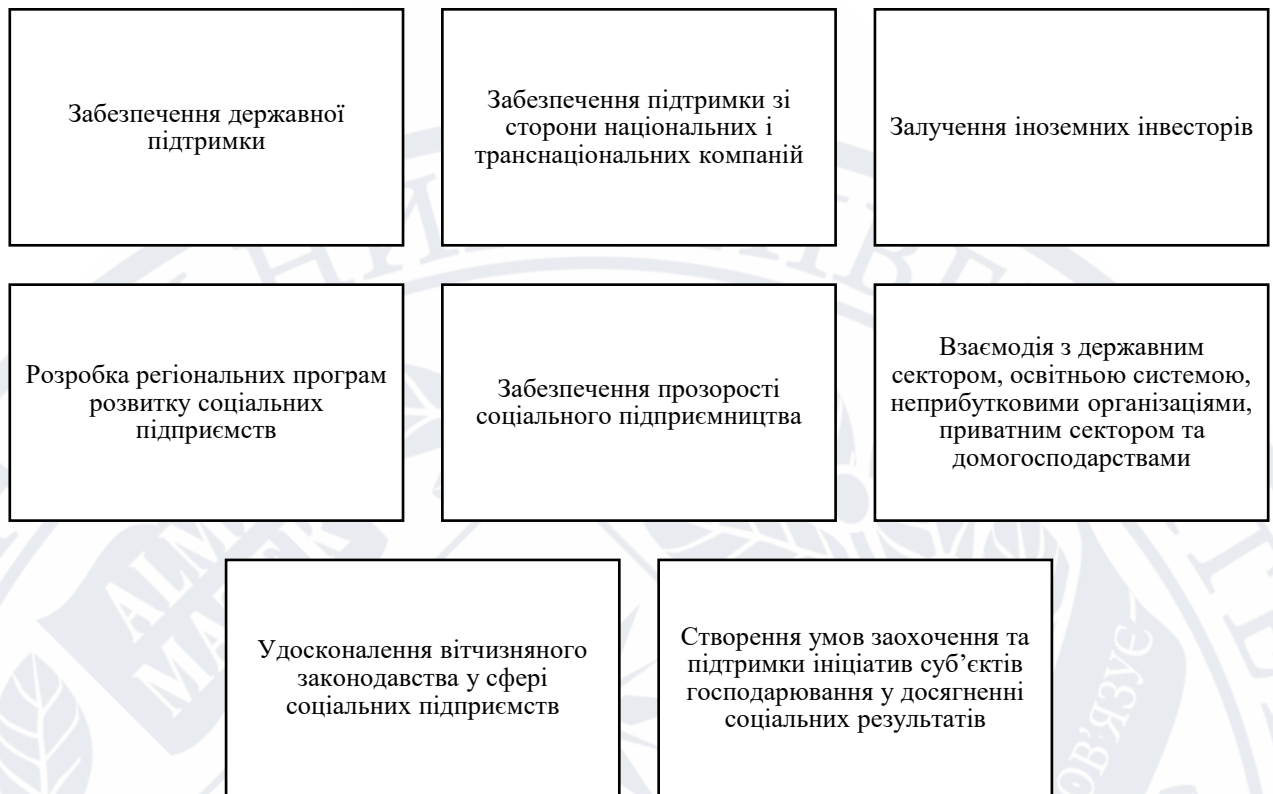 Забезпечення державної
підтримки
Забезпечення підтримки зі
сторони національних і
транснаціональних компаній
Залучення іноземних інвесторів
Розробка регіональних програм
розвитку соціальних
підприємств
Забезпечення прозорості
соціального підприємництва
Взаємодія з державним
сектором, освітньою системою,
неприбутковими організаціями,
приватним сектором та
домогосподарствами
Удосконалення вітчизняного
законодавства у сфері
соціальних підприємств
Створення умов заохочення та
підтримки ініціатив суб’єктів
господарювання у досягненні
соціальних результатів